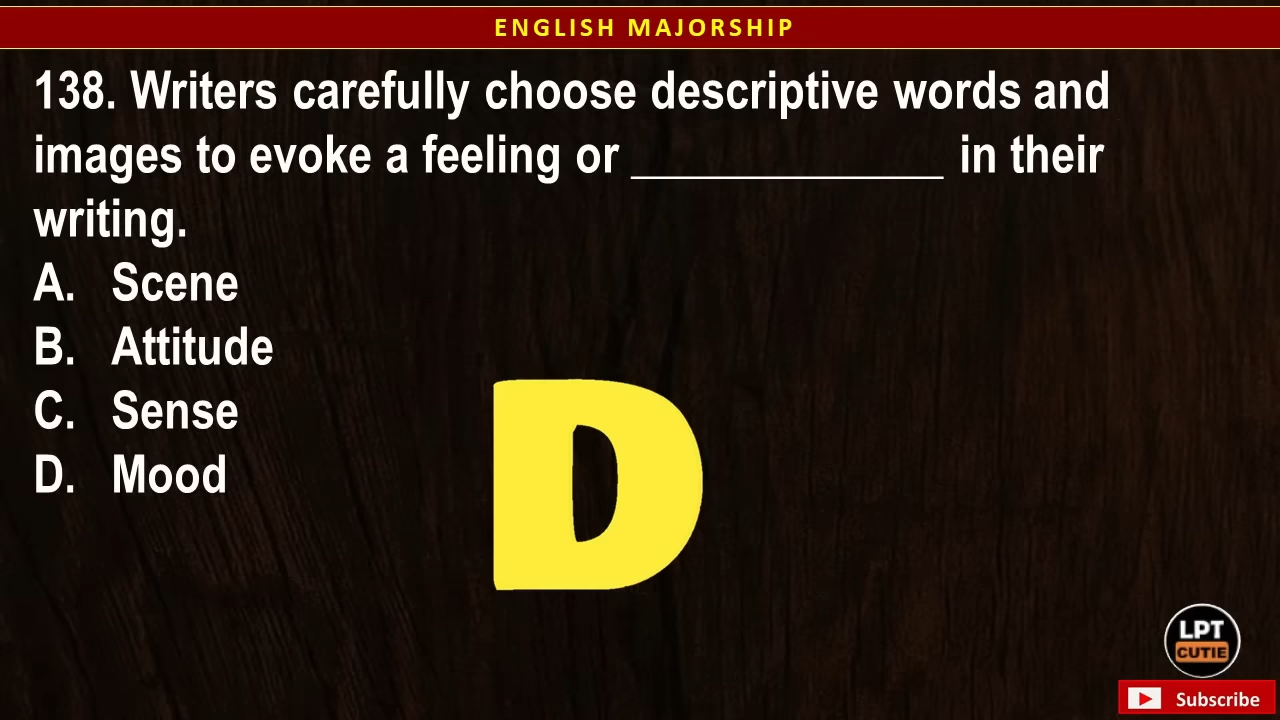 ENGLISH MAJORSHIP
138. Writers carefully choose descriptive words and
images to evoke a feeling or _____________ in their
writing.
A. Scene
B. Attitude
C. Sense
D. Mood
D
LPT
CUTIE
Subscribe